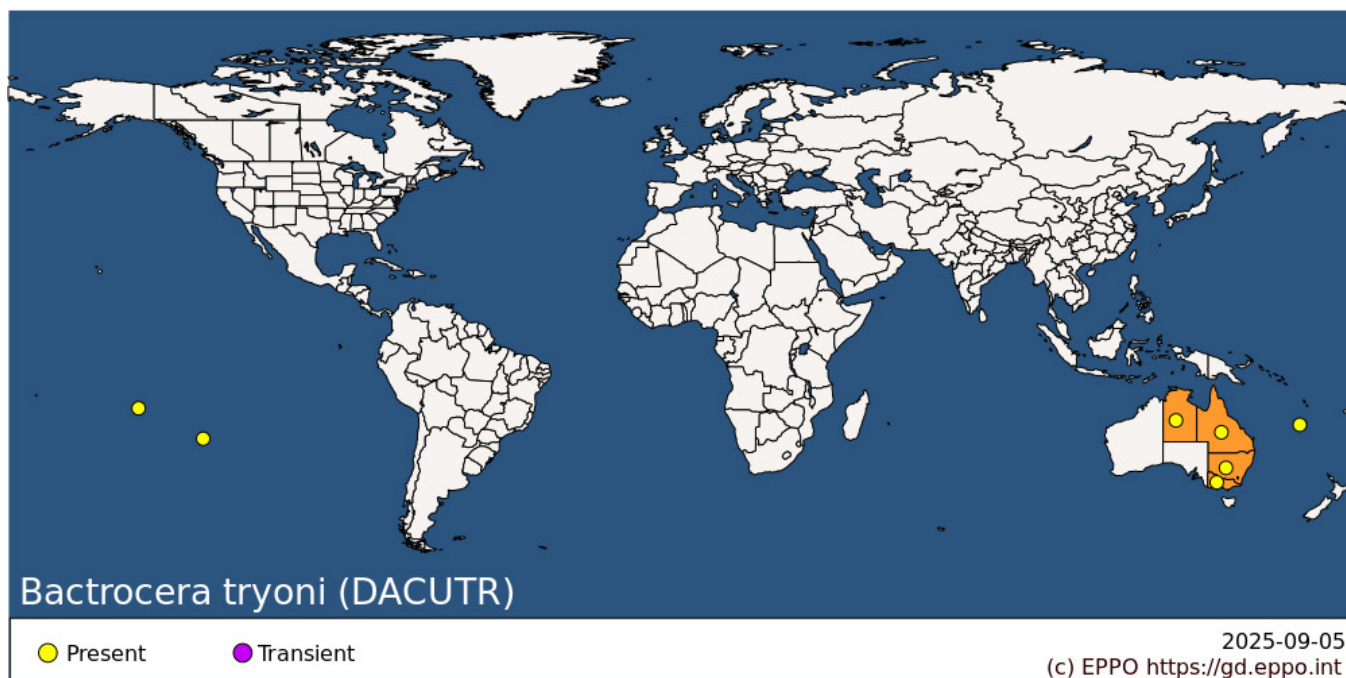 Bactrocera tryoni (DACUTR)
Present
Transient
2025-09-05
(c) EPPO https://gd.eppo.int